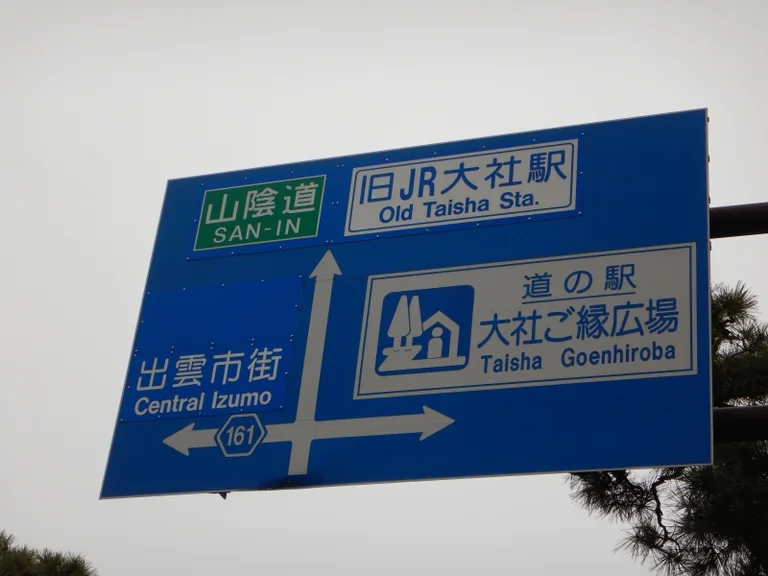 山陰道
SAN-IN
旧JR大社駅
Old Taisha Sta.
道の駅
大社ご縁広場
Taisha Goenhiroba
出雲市街
Central Izumo
161